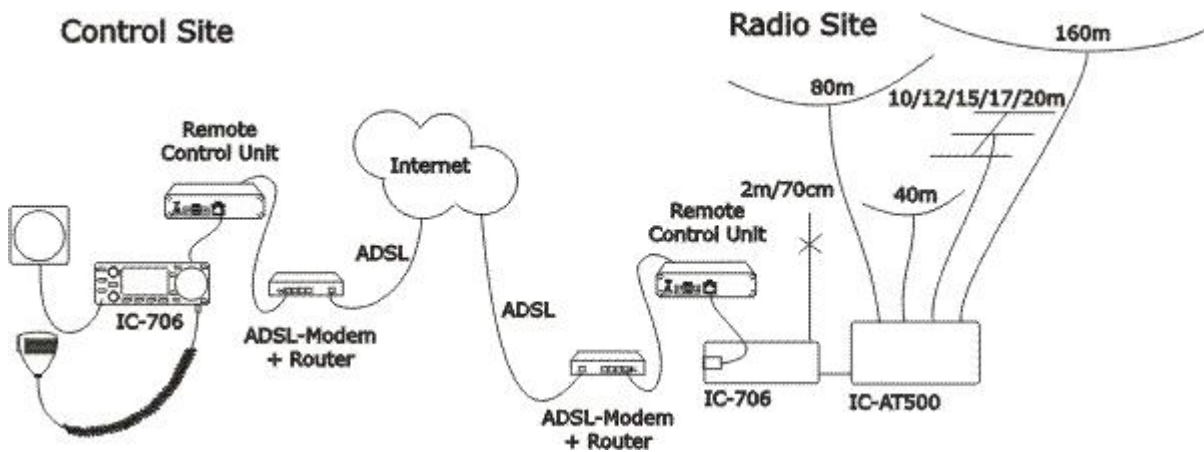 Control Site
Radio Site
160m
80m
10/12/15/17/20m
Remote
Control Unit
Internet
2m/70cm
40m
Remote
Control Unit
ADSL
IC-706
ADSL
ADSL-Modem
+ Router
IC-706
IC-AT500
ADSL-Modem
+ Router